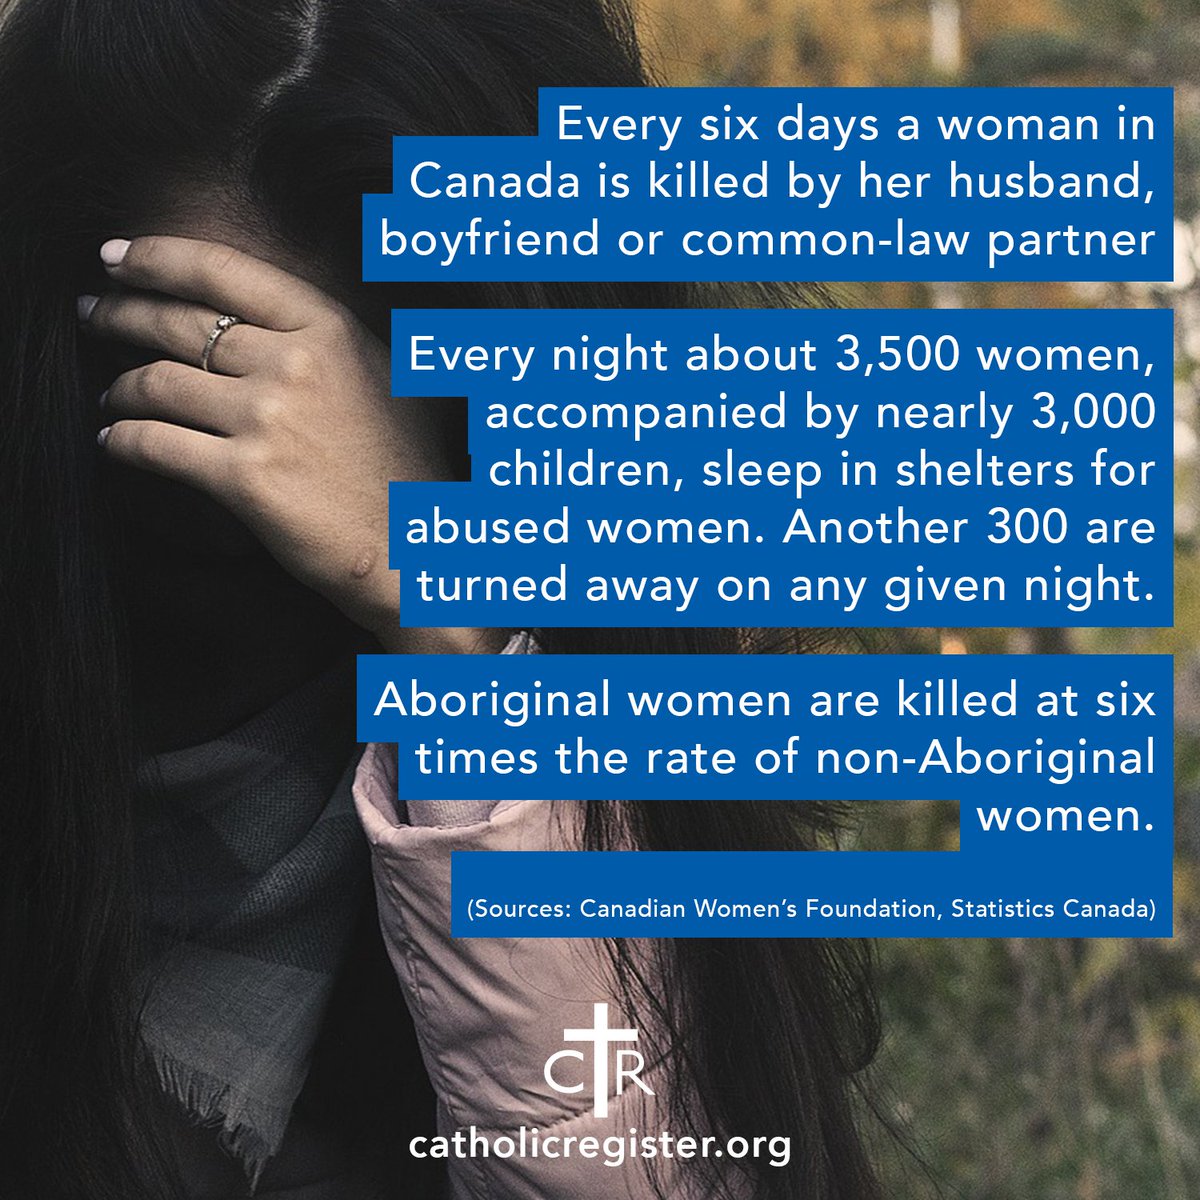 Every six days a woman in
Canada is killed by her husband,
boyfriend or common-law partner
Every night about 3,500 women,
accompanied by nearly 3,000
children, sleep in shelters for
abused women. Another 300 are
turned away on any given night.
Aboriginal women are killed at six
times the rate of non-Aboriginal
women.
(Sources: Canadian Women’s Foundation, Statistics Canada)
C R
catholicregister.org